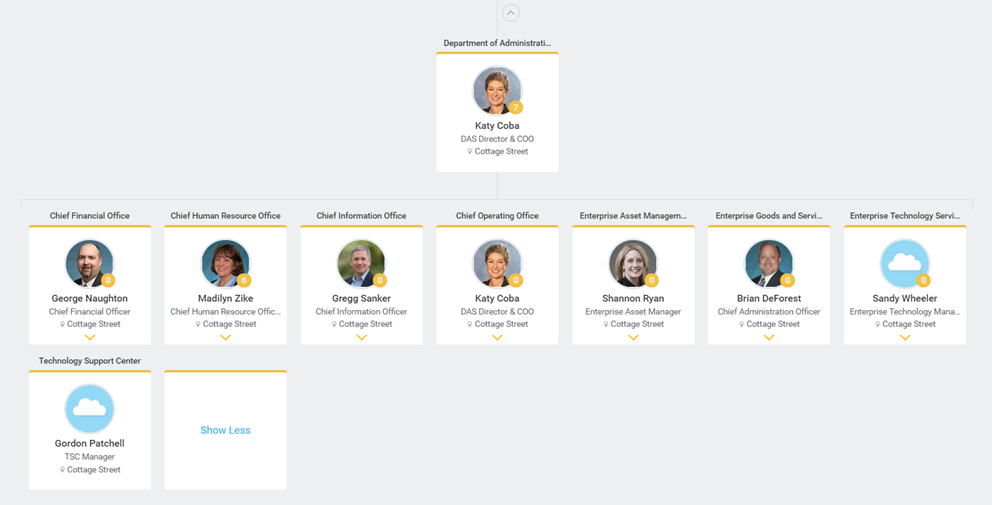 Department of Administrati...
7
Katy Coba
DAS Director & COO
Cottage Street
Chief Financial Office
0
George Naughton
Chief Financial Officer
Cottage Street
Chief Human Resource Office
6
Madilyn Zike
Chief Human Resource Offic...
Cottage Street
Chief Information Office
0
Gregg Sanker
Chief Information Officer
Cottage Street
Chief Operating Office
0
Katy Coba
DAS Director & COO
Cottage Street
Enterprise Asset Managem...
0
Shannon Ryan
Enterprise Asset Manager
Cottage Street
Enterprise Goods and Servi...
0
Brian DeForest
Chief Administration Officer
Cottage Street
Enterprise Technology Servi...
0
Sandy Wheeler
Enterprise Technology Mana...
Cottage Street
Technology Support Center
Gordon Patchell
TSC Manager
Cottage Street
Show Less